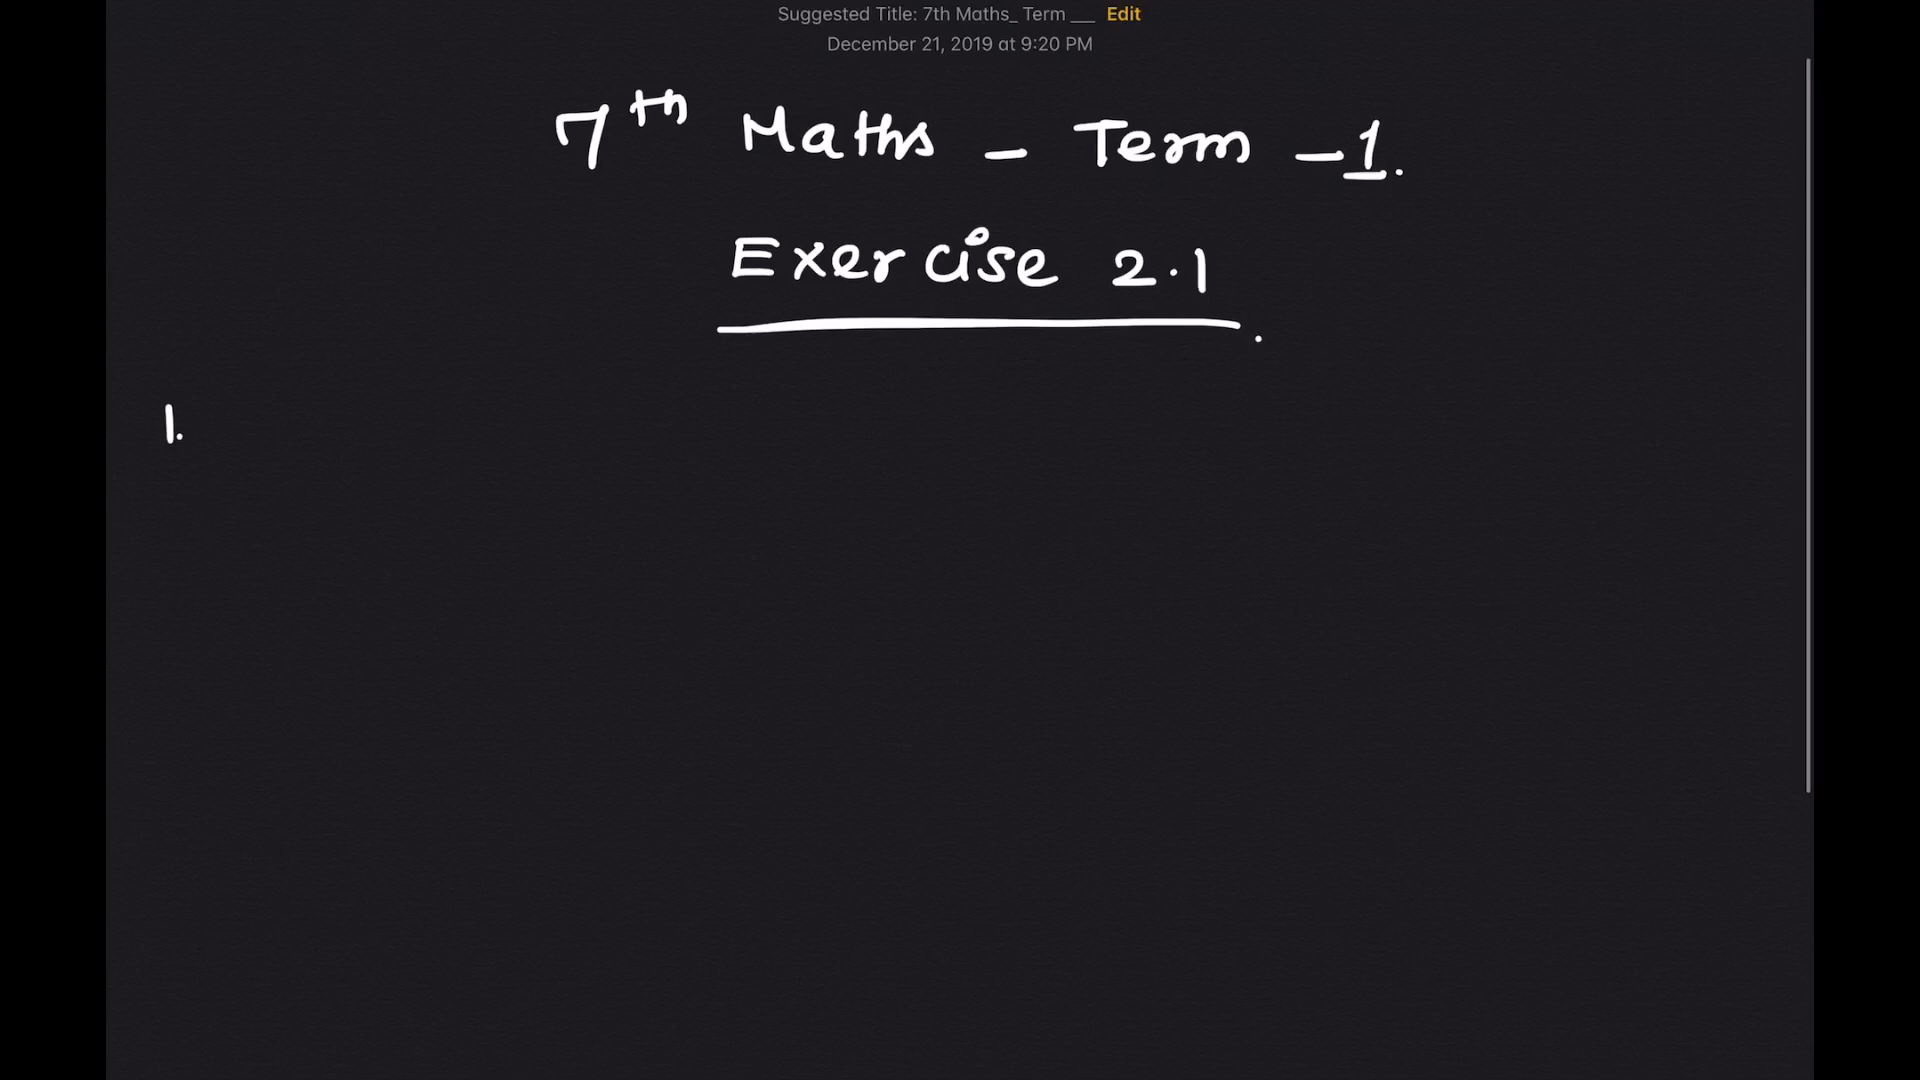 Suggested Title: 7th Maths_ Term ___ Edit
December 21, 2019 at 9:20 PM
7th Maths - Term -1.
Exercise 2.1.
1.